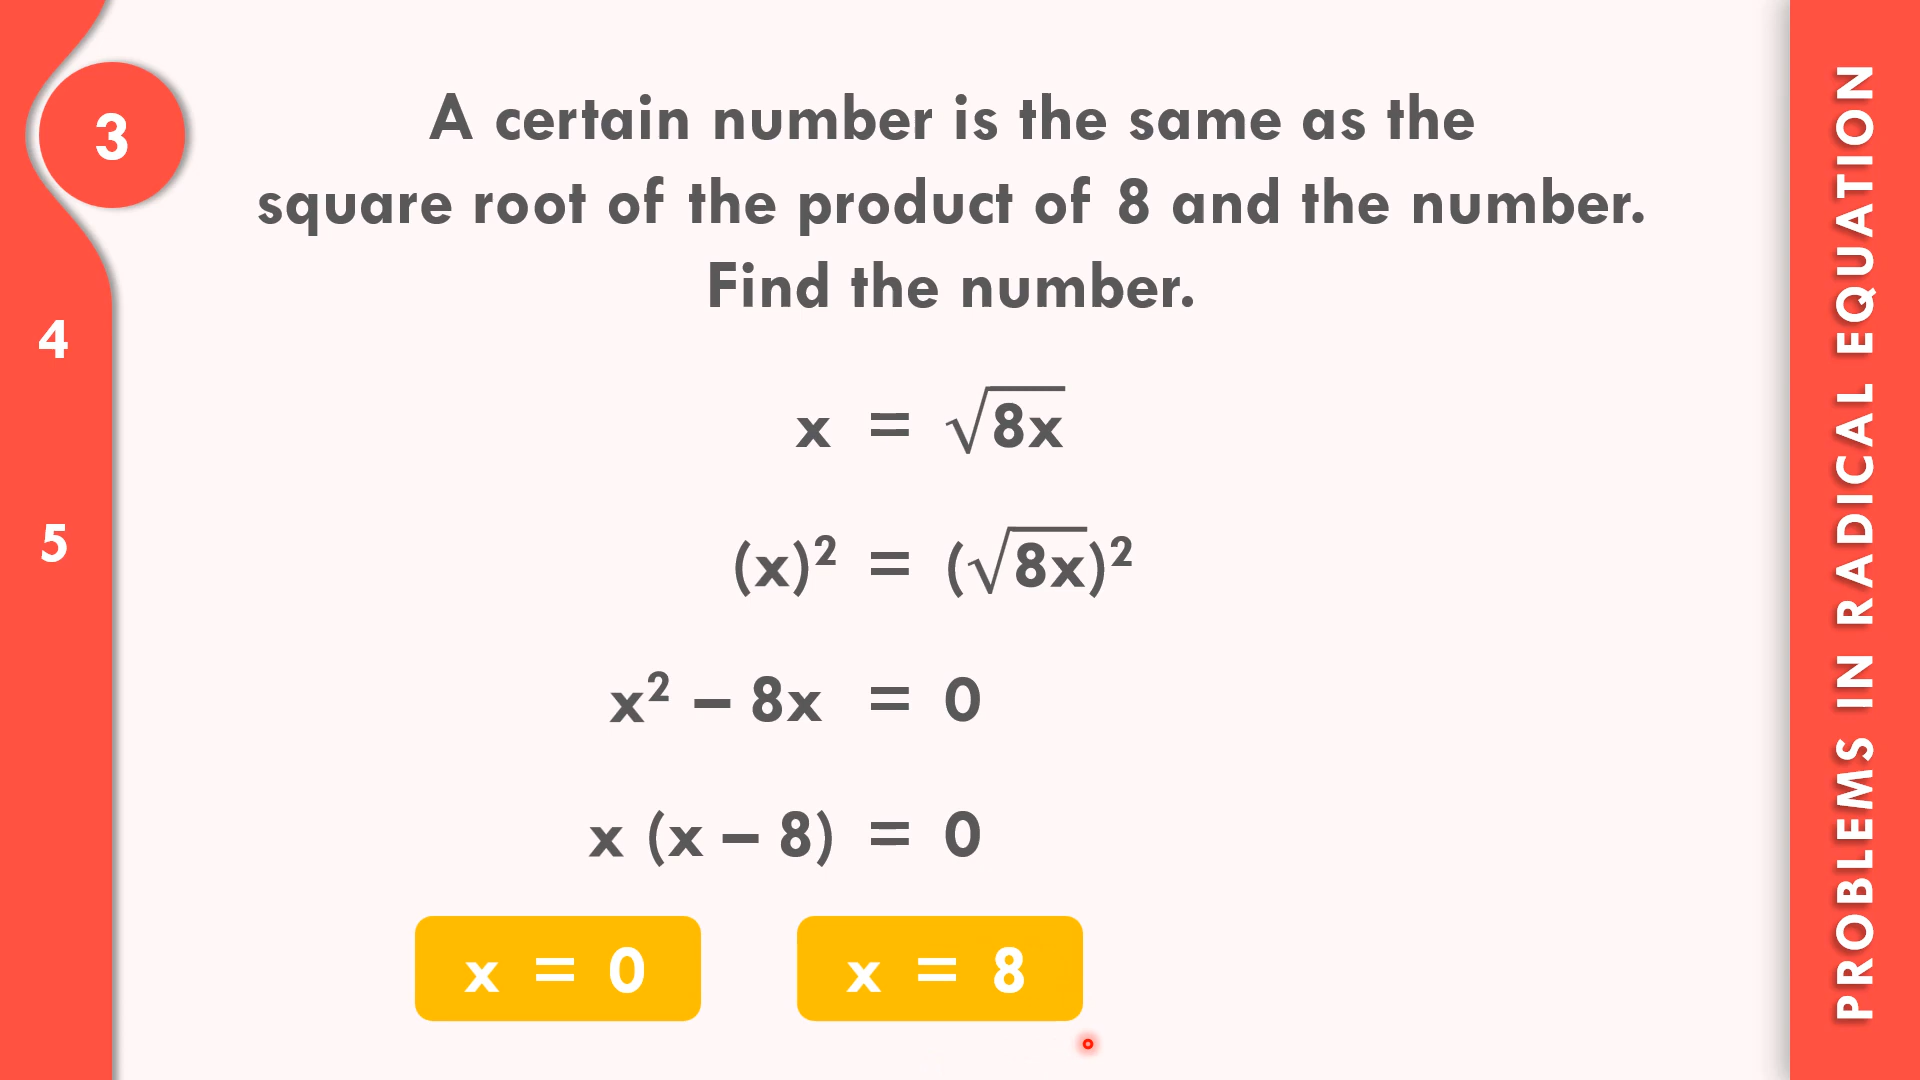 3
A certain number is the same as the
square root of the product of 8 and the number.
Find the number.
4
5
x = √8x
(x)² = (√8x)²
x² – 8x = 0
x (x – 8) = 0
x = 0
x = 8
PROBLEMS IN RADICAL EQUATION